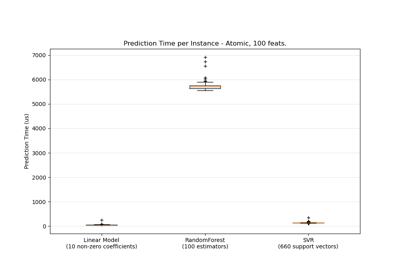 Prediction Time per Instance - Atomic, 100 feats.
Prediction Time (us)
7000
6000
5000
4000
3000
2000
1000
0
Linear Model
(10 non-zero coefficients)
RandomForest
(100 estimators)
SVR
(660 support vectors)